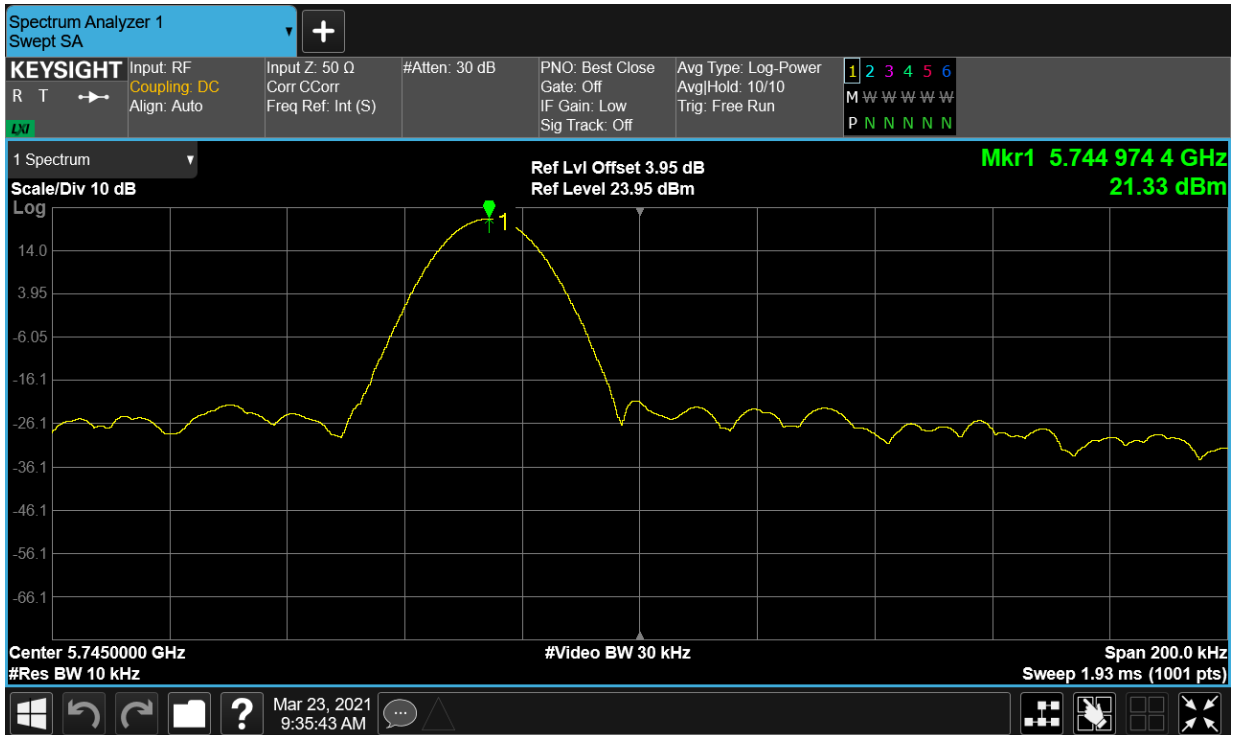 Spectrum Analyzer 1
Swept SA
KEYSIGHT
R T
LXI
Input: RF
Coupling: DC
Align: Auto
Input Z: 50 Ω
Corr CCorr
Freq Ref: Int (S)
#Atten: 30 dB
PNO: Best Close
Gate: Off
IF Gain: Low
Sig Track: Off
Avg Type: Log-Power
Avg|Hold: 10/10
Trig: Free Run
1 2 3 4 5 6
M W W W W W
P N N N N N
1 Spectrum
Scale/Div 10 dB
Log
Ref Lvl Offset 3.95 dB
Ref Level 23.95 dBm
Mkr1 5.744 974 4 GHz
21.33 dBm
1
14.0
3.95
-6.05
-16.1
-26.1
-36.1
-46.1
-56.1
-66.1
Center 5.7450000 GHz
#Video BW 30 kHz
Span 200.0 kHz
#Res BW 10 kHz
Sweep 1.93 ms (1001 pts)
?
Mar 23, 2021
9:35:43 AM